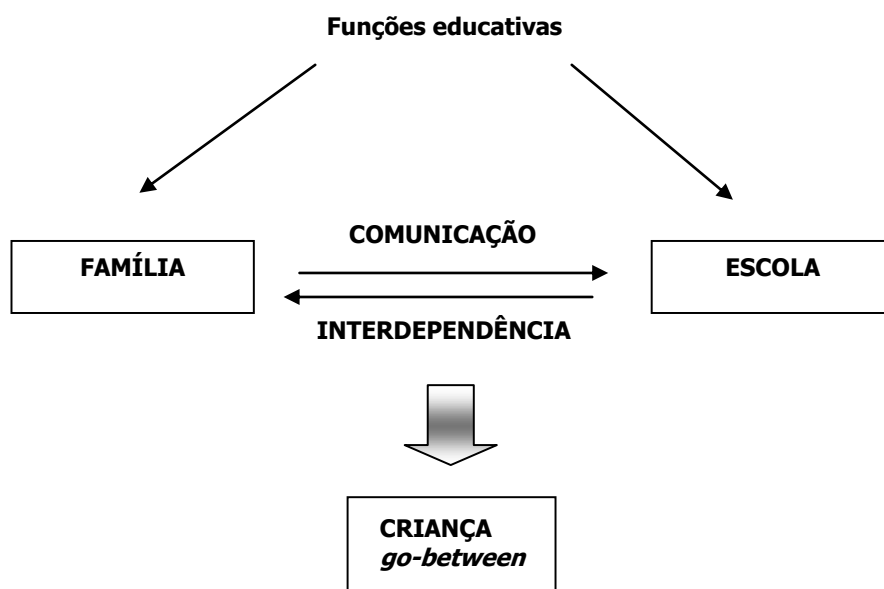 Funções educativas
COMUNICAÇÃO
FAMÍLIA
ESCOLA
INTERDEPENDÊNCIA
CRIANÇA
go-between